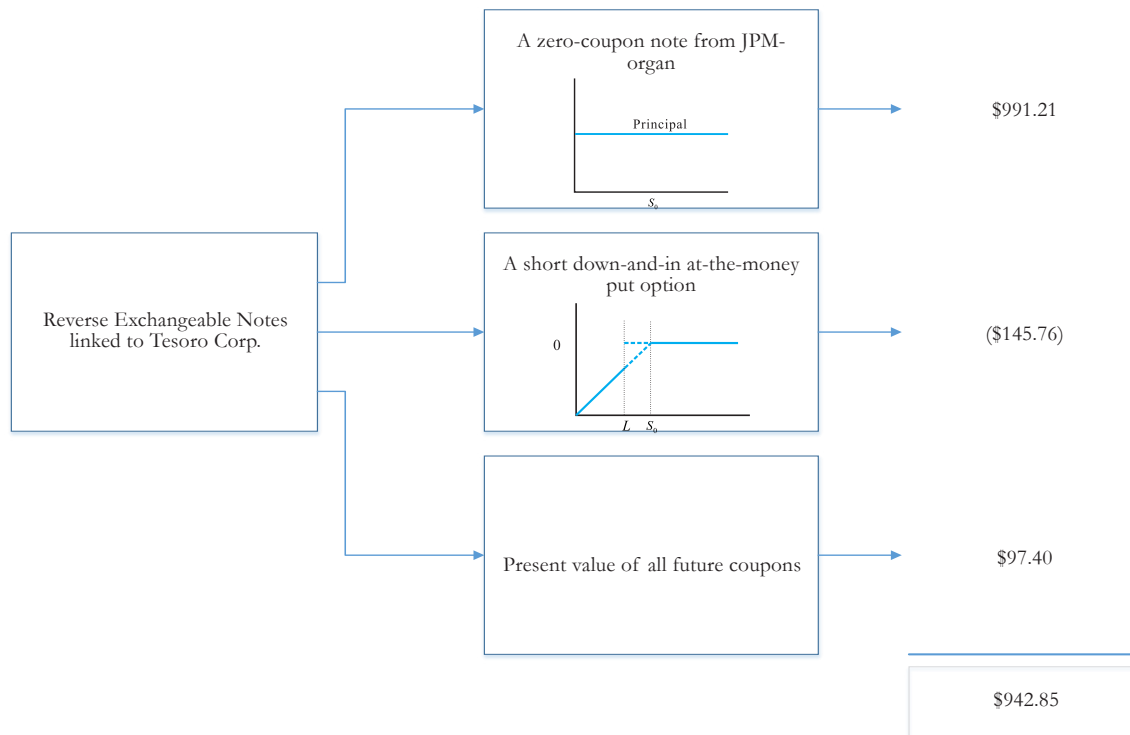 A zero-coupon note from JPM-
organ
Principal
S₀
$991.21
Reverse Exchangeable Notes
linked to Tesoro Corp.
A short down-and-in at-the-money
put option
0
L S₀
($145.76)
Present value of all future coupons
$97.40
$942.85